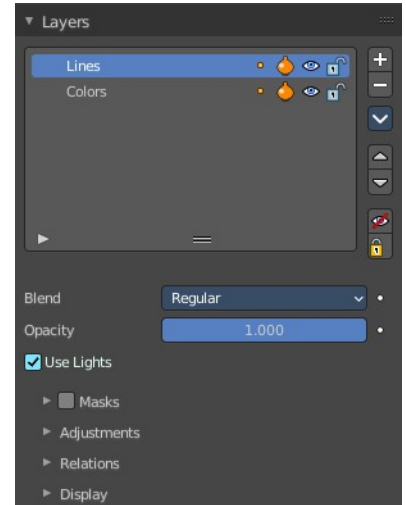 Layers
Lines
Colors
Blend Regular
Opacity 1.000
Use Lights
Masks
Adjustments
Relations
Display